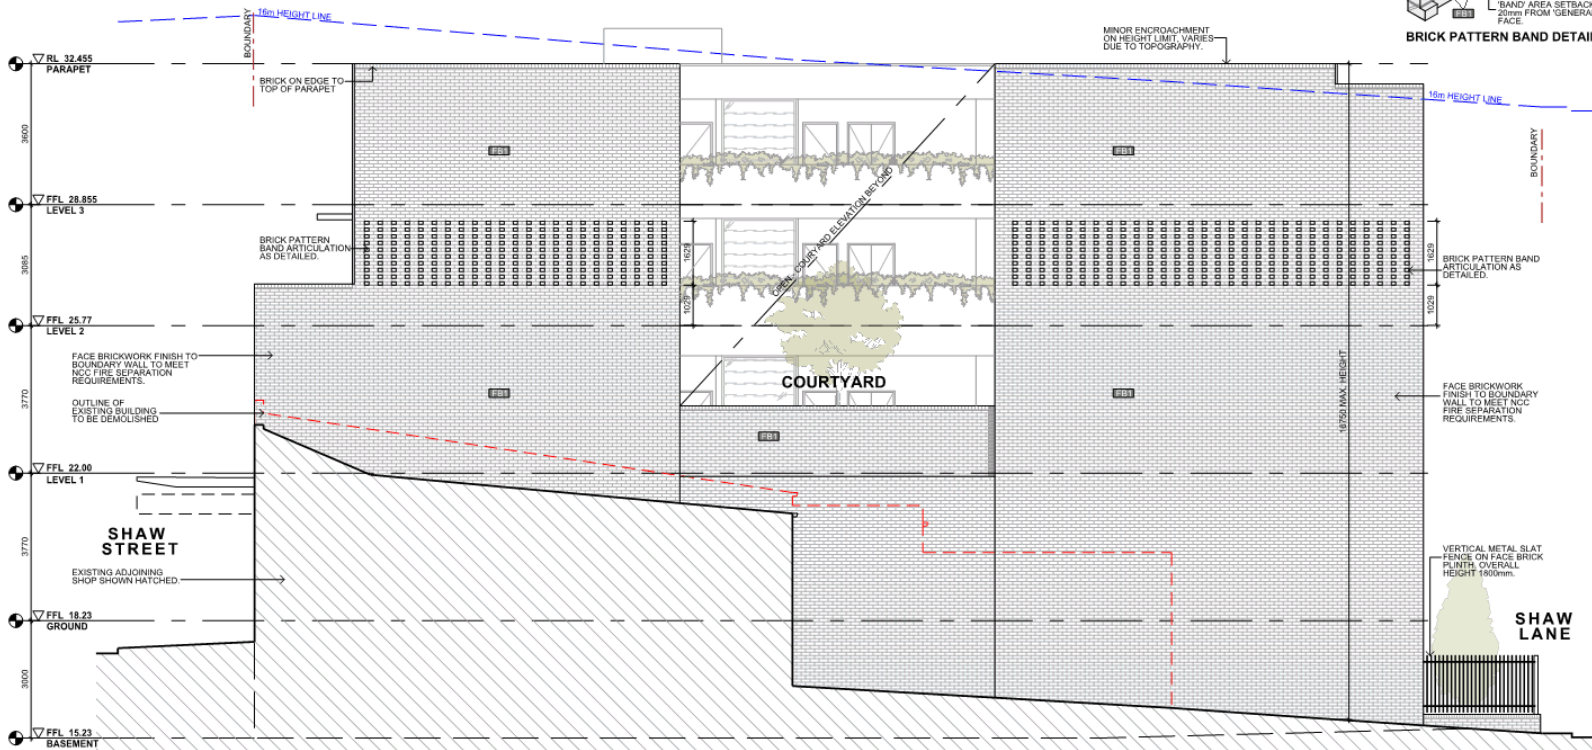 16m HEIGHT LINE
BOUNDARY
'BAND' AREA SETBACK
20mm FROM 'GENERAL
FACE.
FB1
BRICK PATTERN BAND DETAI
MINOR ENCROACHMENT
ON HEIGHT LIMIT, VARIES
DUE TO TOPOGRAPHY.
RL 32.455
PARAPET
BRICK ON EDGE TO
TOP OF PARAPET
16m HEIGHT LINE
3600
FB1
FB1
BOUNDARY
FFL 28.855
LEVEL 3
OPEN - COURTYARD ELEVATION BEYOND
BRICK PATTERN
BAND ARTICULATION
AS DETAILED.
3085
1629
1029
1629
1029
BRICK PATTERN BAND
ARTICULATION AS
DETAILED.
FFL 25.77
LEVEL 2
FACE BRICKWORK FINISH TO
BOUNDARY WALL TO MEET
NCC FIRE SEPARATION
REQUIREMENTS.
COURTYARD
16750 MAX. HEIGHT
3770
FB1
FB1
FACE BRICKWORK
FINISH TO BOUNDARY
WALL TO MEET NCC
FIRE SEPARATION
REQUIREMENTS.
OUTLINE OF
EXISTING BUILDING
TO BE DEMOLISHED
FB1
FFL 22.00
LEVEL 1
SHAW
STREET
3770
EXISTING ADJOINING
SHOP SHOWN HATCHED.
VERTICAL METAL SLAT
FENCE ON FACE BRICK
PLINTH. OVERALL
HEIGHT 1800mm.
FFL 18.23
GROUND
SHAW
LANE
3000
FFL 15.23
BASEMENT